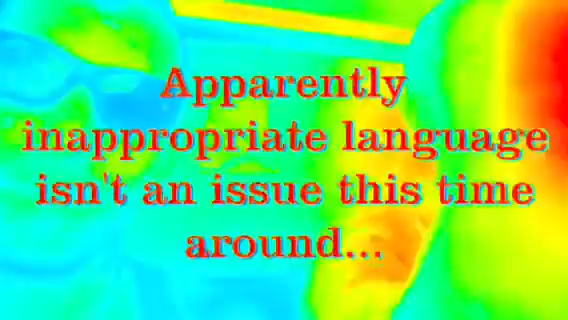 Apparently
inappropriate language
isn't an issue this time
around...